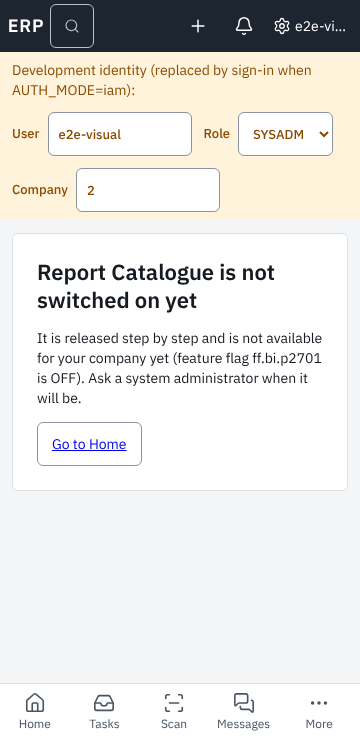 ERP
e2e-vi...
Development identity (replaced by sign-in when
AUTH_MODE=iam):
User e2e-visual Role SYSADM
Company 2
Report Catalogue is not
switched on yet
It is released step by step and is not available
for your company yet (feature flag ff.bi.p2701
is OFF). Ask a system administrator when it
will be.
Go to Home
Home Tasks Scan Messages More